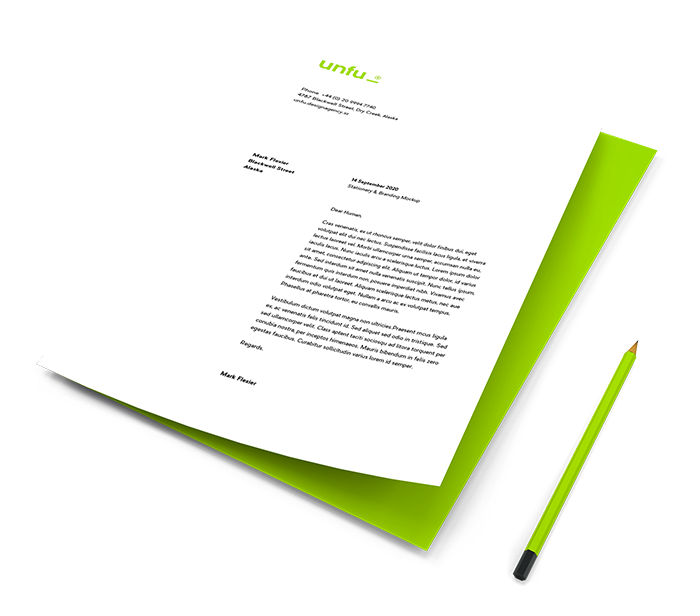 unfu_®
Phone +44 (0) 20 9994 7740
4767 Blackwell Street, Dry Creek, Alaska
unfu.designagency.st
Mark Flexier
Blackwell Street
Alaska
14 September 2020
Stationery & Branding Mockup
Dear Human,
Cras venenatis, ex ut rhoncus semper, velit dolor finibus dui, eget
volutpat elit dui nec lectus. Suspendisse facilisis lacus ligula, et viverra
lectus laoreet vel. Morbi ullamcorper urna semper, accumsan nulla eu,
iaculis lacus. Nunc iaculis arcu a scelerisque luctus. Lorem ipsum dolor
sit amet, consectetur adipiscing elit. Aliquam ut tempor dolor, id varius
ante. Sed interdum sit amet nulla venenatis suscipit. Nunc tellus ipsum,
fermentum quis interdum non, posuere imperdiet nibh. Vivamus avec
faucibus et dui ut laoreet. Aliquam scelerisque lectus metus, nec aue
interdum odio volutpat eget. Nullam a arcu ac ex volutpat tempus.
Phasellus at pharetra tortor, eu convallis mauris.
Vestibulum dictum volutpat magna non ultricies.Praesent mcus ligula
ex, ac venenatis felis tincidunt id. Sed aliquet sed odio in tristique. Sed
sed ullamcorper velit. Class aptent taciti sociosqu ad litora torquent per
conubia nostra, per inceptos himenaeos. Mauris bibendum in felis zero
egestas faucibus. Curabitur sollicitudin varius lorem id semper.
Regards.
Mark Flexier